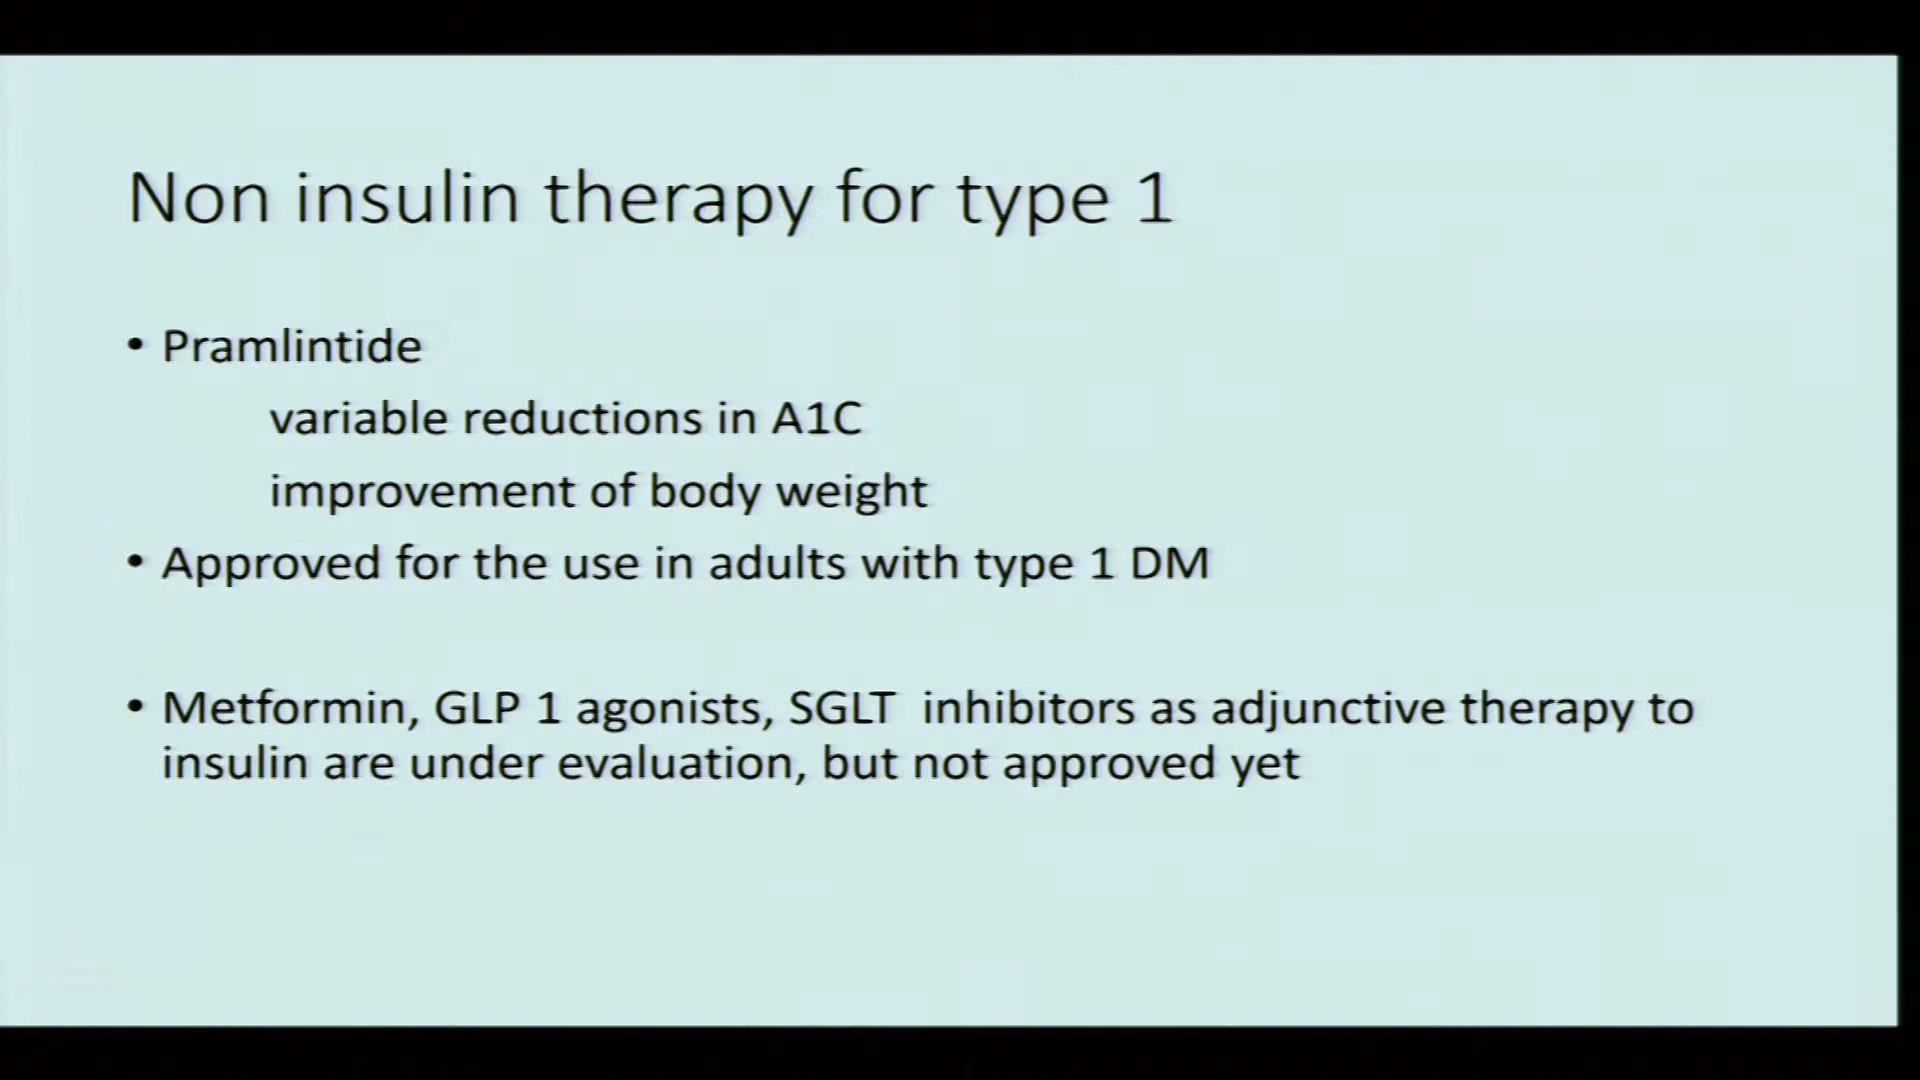 Non insulin therapy for type 1
• Pramlintide
variable reductions in A1C
improvement of body weight
• Approved for the use in adults with type 1 DM
• Metformin, GLP 1 agonists, SGLT inhibitors as adjunctive therapy to
insulin are under evaluation, but not approved yet